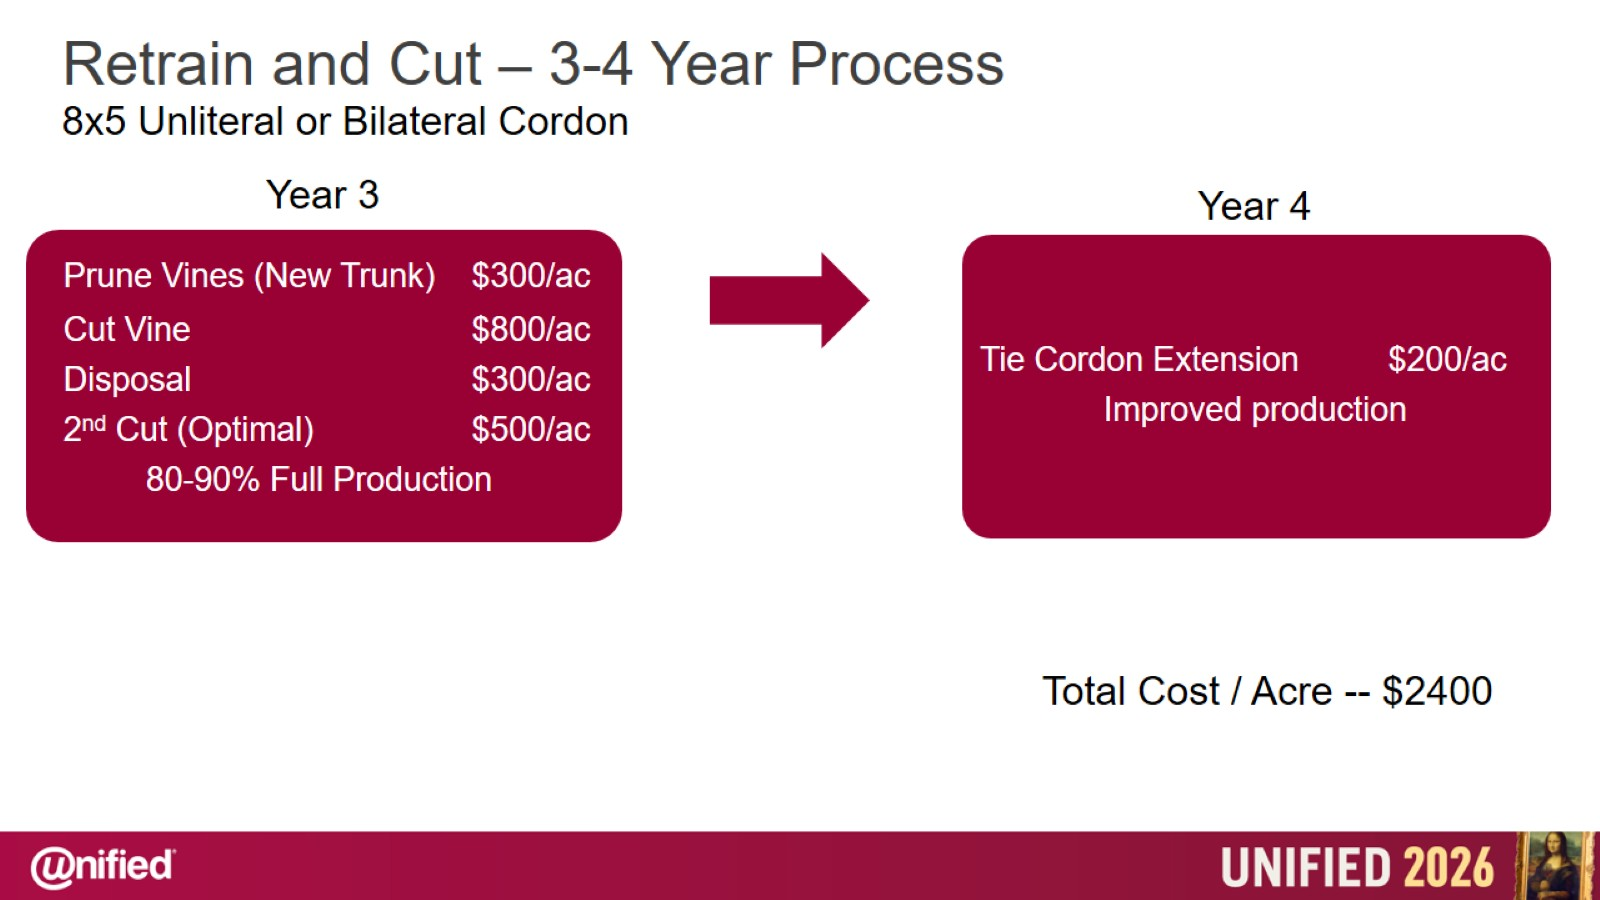 Retrain and Cut – 3-4 Year Process
8x5 Unliteral or Bilateral Cordon
Year 3
Prune Vines (New Trunk) $300/ac
Cut Vine $800/ac
Disposal $300/ac
2nd Cut (Optimal) $500/ac
80-90% Full Production
Year 4
Tie Cordon Extension $200/ac
Improved production
Total Cost / Acre -- $2400
unified
UNIFIED 2026